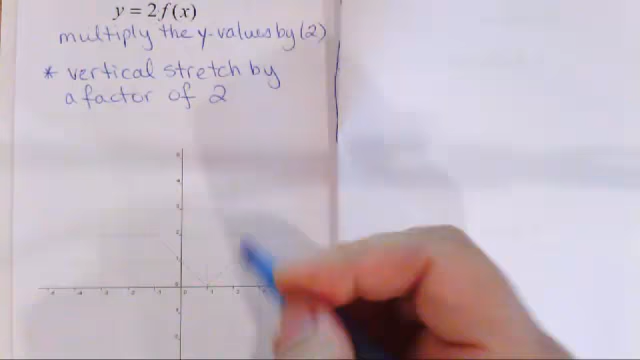 y = 2f(x)
multiply the y-values by (2)
* vertical stretch by
a factor of 2